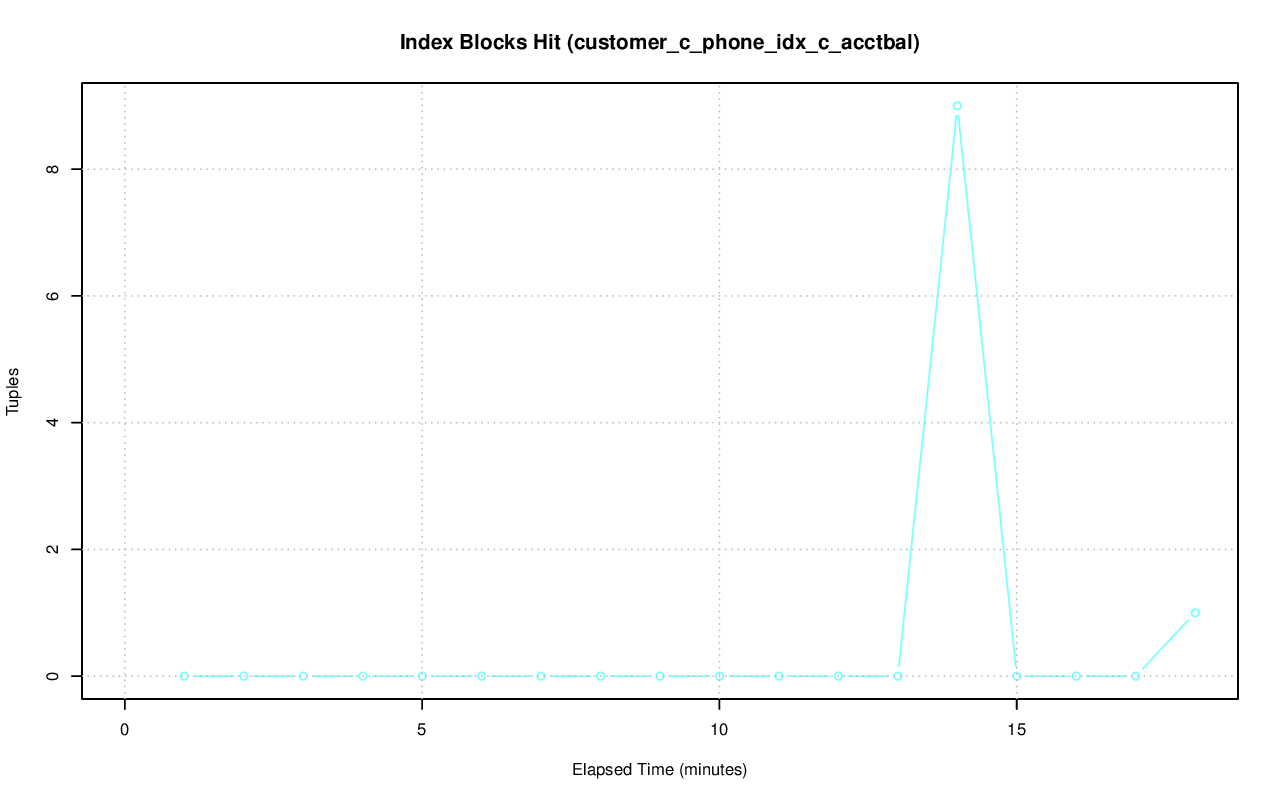 Index Blocks Hit (customer_c_phone_idx_c_acctbal)
Tuples
8
6
4
2
0
0 5 10 15
Elapsed Time (minutes)